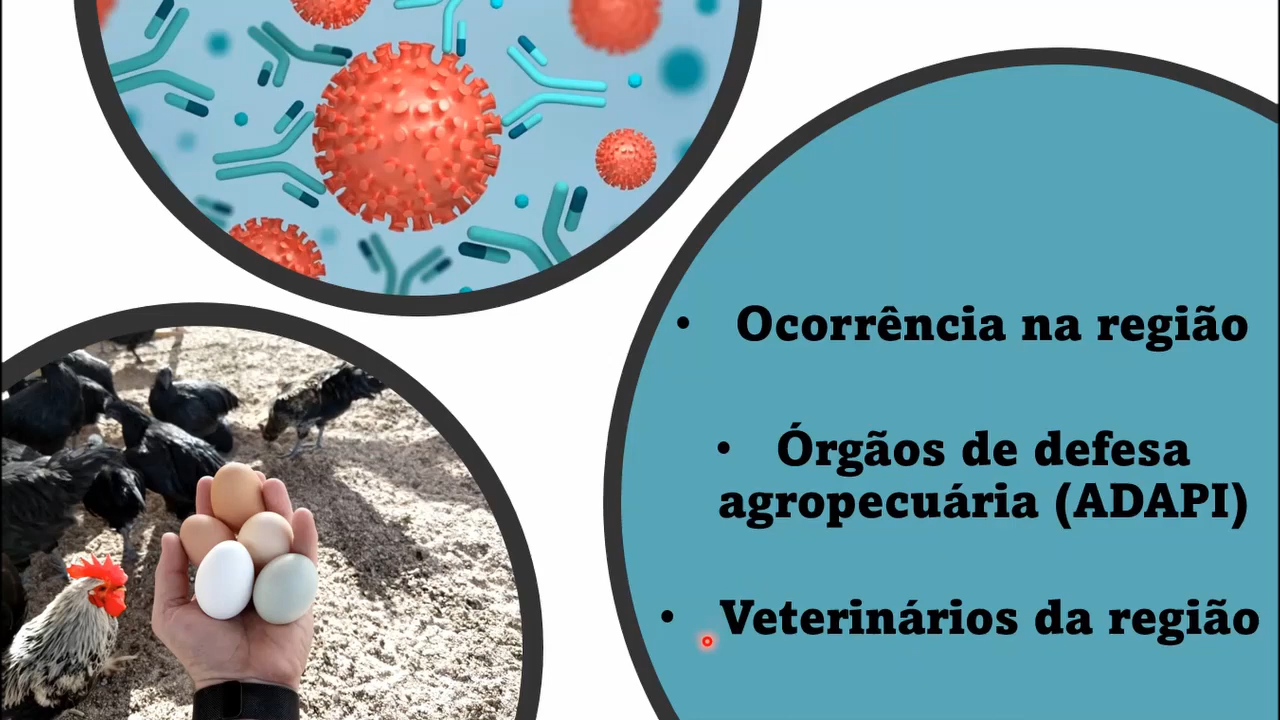 • Ocorrência na região
• Órgãos de defesa
agropecuária (ADAPI)
• Veterinários da região